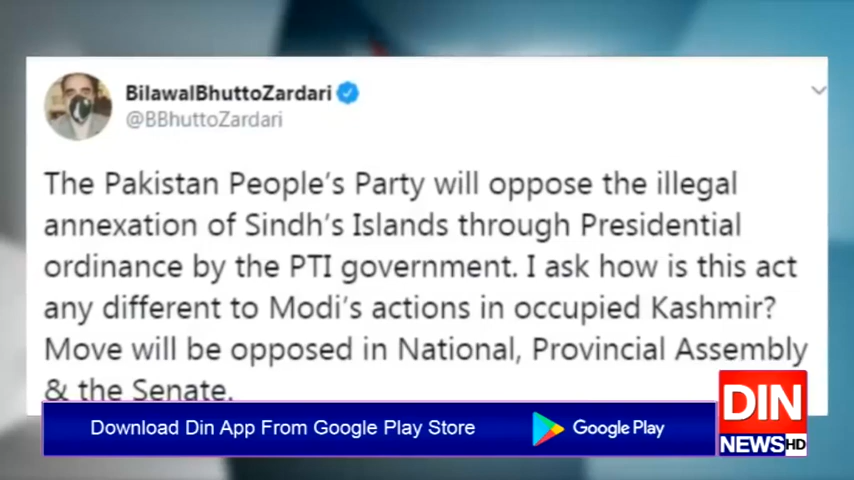 BilawalBhuttoZardari
@BBhuttoZardari
The Pakistan People's Party will oppose the illegal
annexation of Sindh's Islands through Presidential
ordinance by the PTI government. I ask how is this act
any different to Modi's actions in occupied Kashmir?
Move will be opposed in National, Provincial Assembly
& the Senate.
Download Din App From Google Play Store
Google Play
DIN
NEWS HD